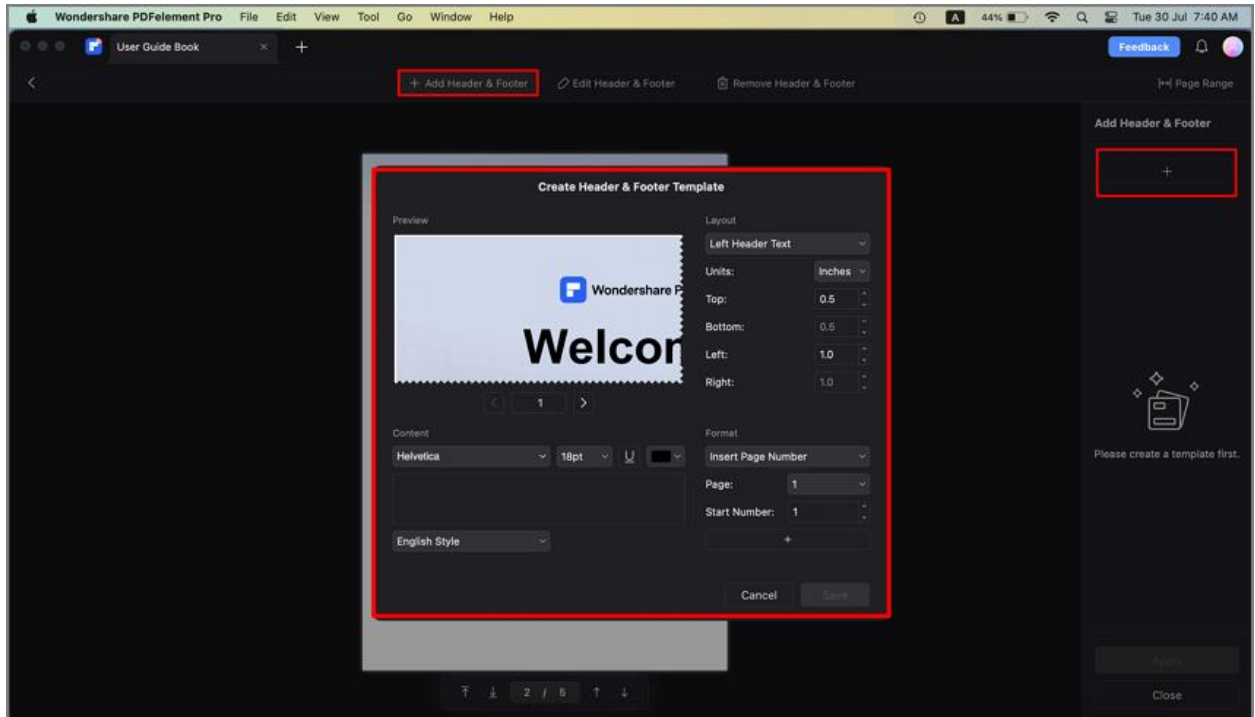 Wondershare PDFelement Pro File Edit View Tool Go Window Help A 44% Tue 30 Jul 7:40 AM
User Guide Book × + Feedback
+ Add Header & Footer Edit Header & Footer Remove Header & Footer Page Range
Add Header & Footer
+
Create Header & Footer Template
Preview
Wondershare P
Welcon
1
Layout
Left Header Text
Units: Inches
Top: 0.5
Bottom: 0.5
Left: 1.0
Right: 1.0
Content
Helvetica 18pt U
English Style
Format
Insert Page Number
Page: 1
Start Number: 1
+
Cancel Save
Please create a template first.
2 / 5
Apply
Close